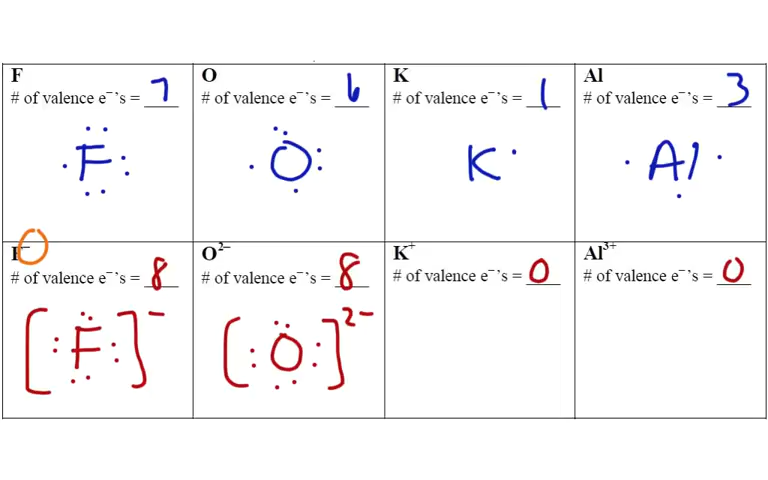 F
# of valence e⁻'s = 7
F
O
# of valence e⁻'s = 6
O
K
# of valence e⁻'s = 1
K
Al
# of valence e⁻'s = 3
Al
F⁻
# of valence e⁻'s = 8
[F]⁻
O²⁻
# of valence e⁻'s = 8
[O]²⁻
K⁺
# of valence e⁻'s = 0
Al³⁺
# of valence e⁻'s = 0